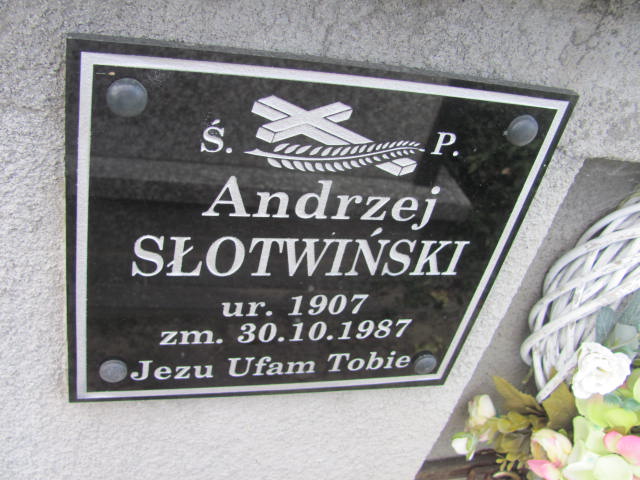 Ś. P.
Andrzej
SŁOTWIŃSKI
ur. 1907
zm. 30.10.1987
Jezu Ufam Tobie